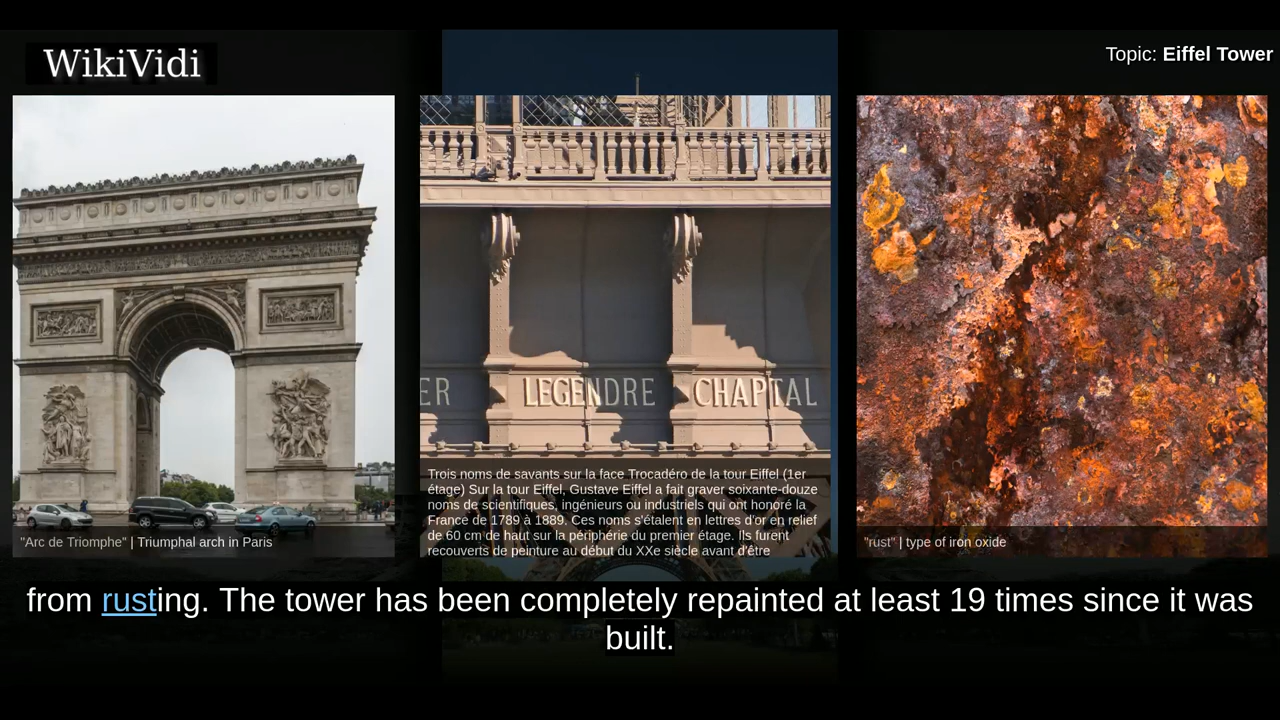 WikiVidi
Topic: Eiffel Tower
ER LEGENDRE CHAPTAL
Trois noms de savants sur la face Trocadéro de la tour Eiffel (1er
étage) Sur la tour Eiffel, Gustave Eiffel a fait graver soixante-douze
noms de scientifiques, ingénieurs ou industriels qui ont honoré la
France de 1789 à 1889. Ces noms s'étalent en lettres d'or en relief
de 60 cm de haut sur la périphérie du premier étage. Ils furent
recouverts de peinture au début du XXe siècle avant d'être
"Arc de Triomphe" | Triumphal arch in Paris
"rust" | type of iron oxide
from rusting. The tower has been completely repainted at least 19 times since it was
built.